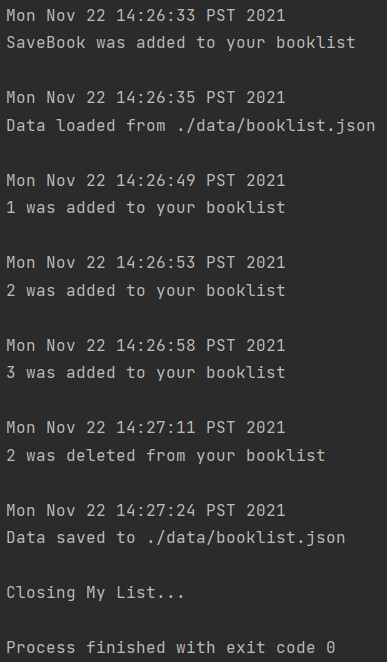 Mon Nov 22 14:26:33 PST 2021
SaveBook was added to your booklist
Mon Nov 22 14:26:35 PST 2021
Data loaded from ./data/booklist.json
Mon Nov 22 14:26:49 PST 2021
1 was added to your booklist
Mon Nov 22 14:26:53 PST 2021
2 was added to your booklist
Mon Nov 22 14:26:58 PST 2021
3 was added to your booklist
Mon Nov 22 14:27:11 PST 2021
2 was deleted from your booklist
Mon Nov 22 14:27:24 PST 2021
Data saved to ./data/booklist.json
Closing My List...
Process finished with exit code 0